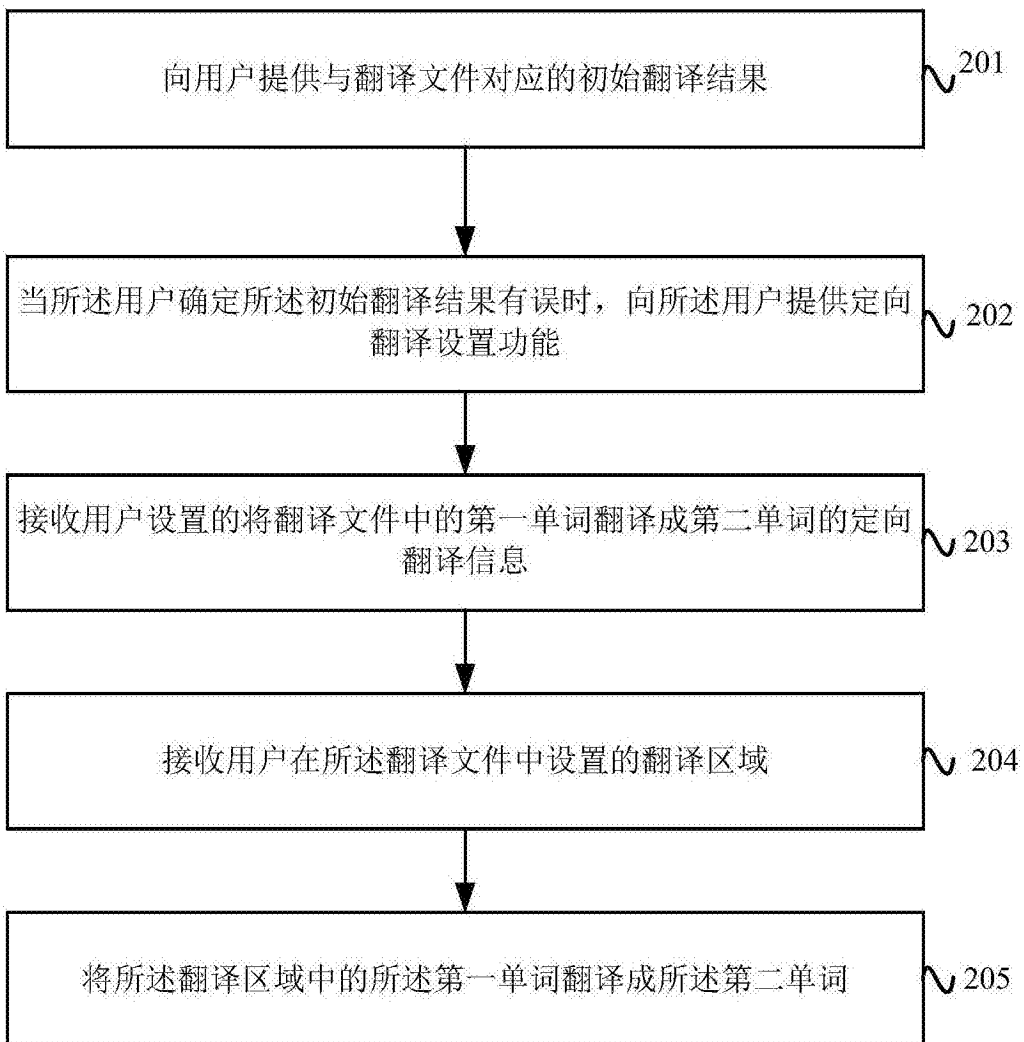 向用户提供与翻译文件对应的初始翻译结果
201
当所述用户确定所述初始翻译结果有误时，向所述用户提供定向
翻译设置功能
202
接收用户设置的将翻译文件中的第一单词翻译成第二单词的定向
翻译信息
203
接收用户在所述翻译文件中设置的翻译区域
204
将所述翻译区域中的所述第一单词翻译成所述第二单词
205